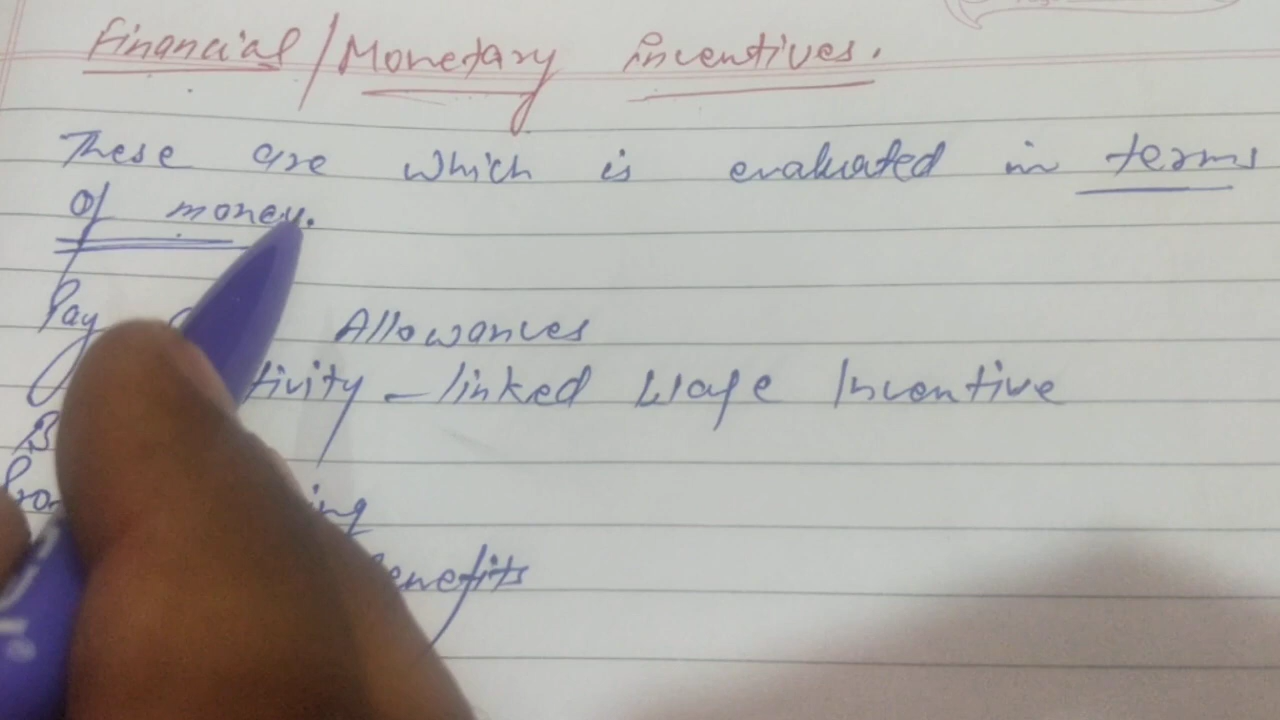 Financial/Monetary incentives.
These are which is evaluated in terms
of money.
Pay Allowances
tivity-linked Wage Incentive
B
Pro ing
enefits